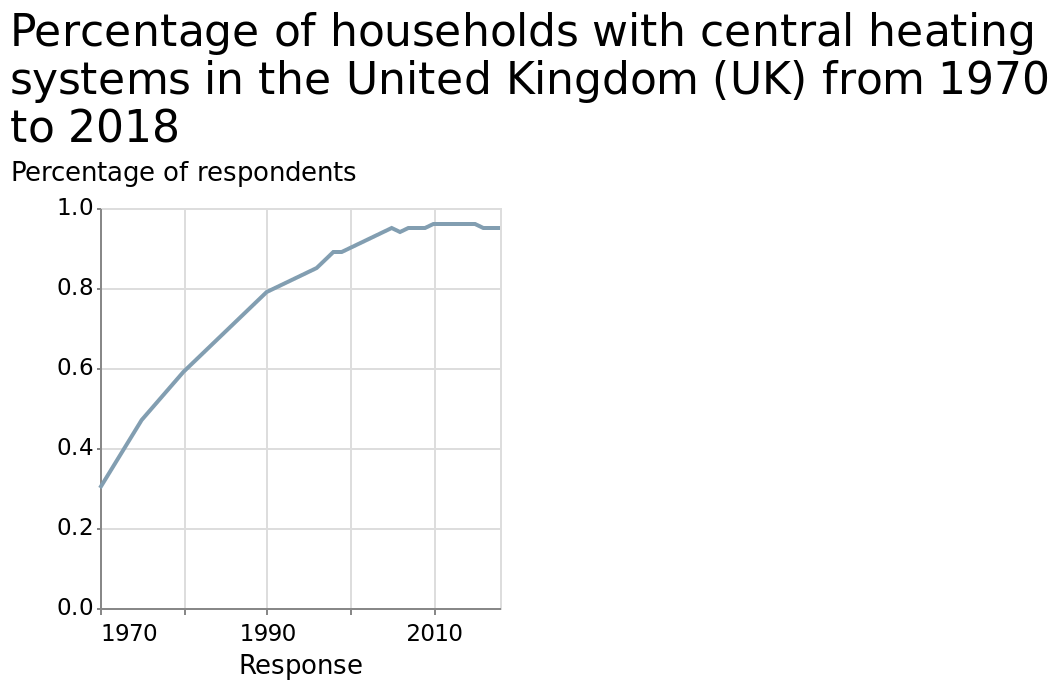 Percentage of households with central heating
systems in the United Kingdom (UK) from 1970
to 2018
Percentage of respondents
1.0
0.8
0.6
0.4
0.2
0.0
1970 1990 2010
Response